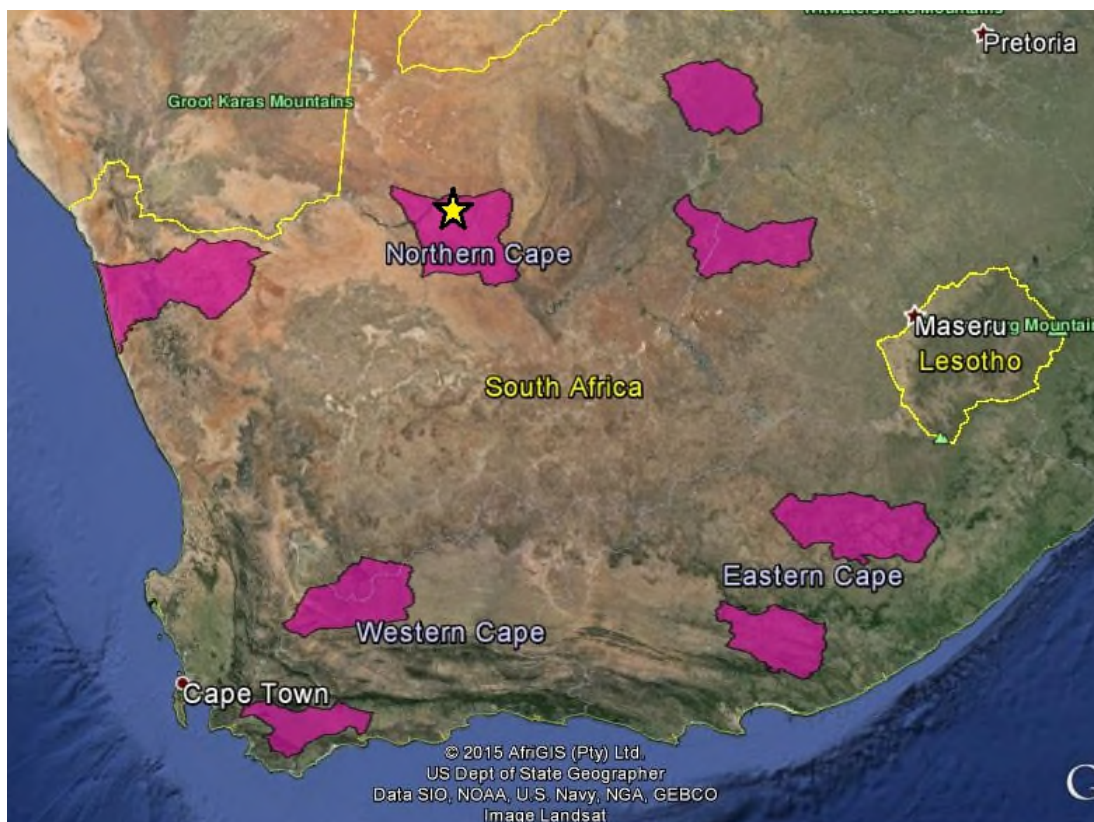 Witwatersrand Mountains
Pretoria
Groot Karas Mountains
Northern Cape
Maseru
Mountain
Lesotho
South Africa
Eastern Cape
Western Cape
Cape Town
© 2015 AfriGIS (Pty) Ltd.
US Dept of State Geographer
Data SIO, NOAA, U.S. Navy, NGA, GEBCO
Image Landsat
G